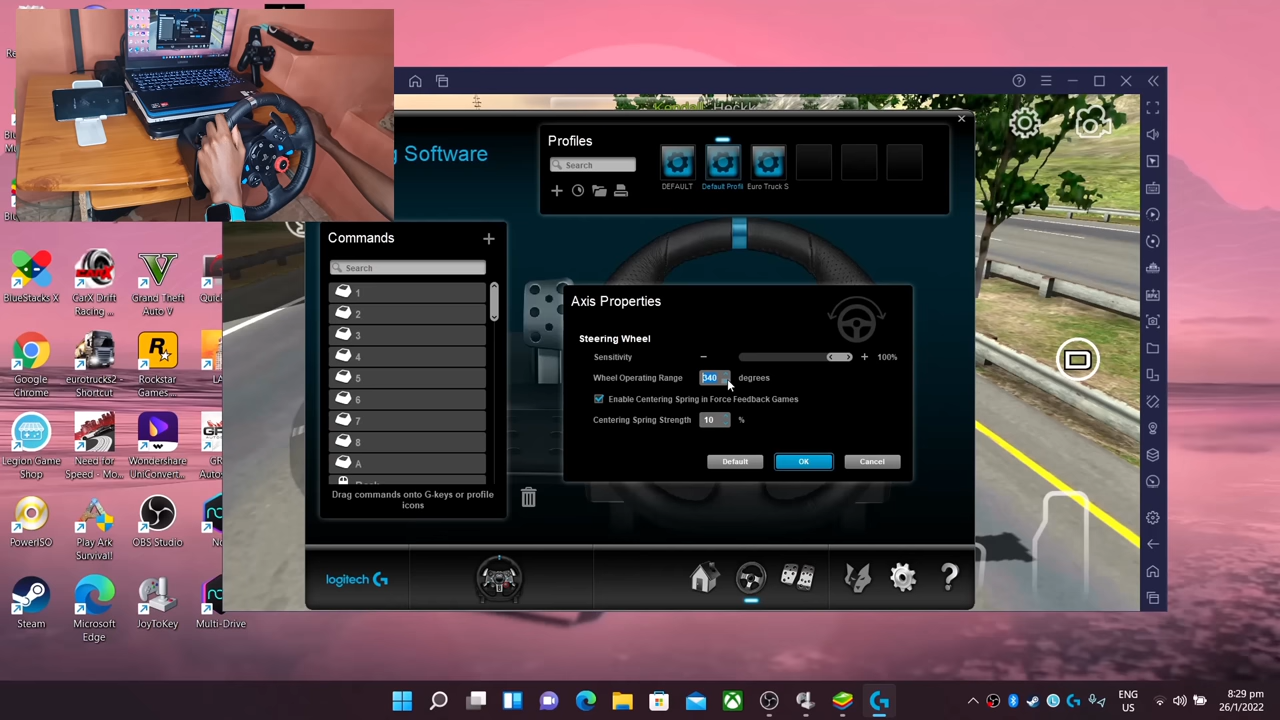 g Software
Profiles
Search
DEFAULT
Default Profil
Euro Truck S
Commands
Search
1
2
3
4
5
6
7
8
A
Drag commands onto G-keys or profile
icons
Axis Properties
Steering Wheel
Sensitivity
100%
Wheel Operating Range
340
degrees
Enable Centering Spring in Force Feedback Games
Centering Spring Strength
10
%
Default
OK
Cancel
logitech
BlueStacks X
CarX Drift
Racing ...
Grand Theft
Auto V
Google
Chrome
eurotrucks2
Rockstar
Games...
Legion Game
Shop
Need for
Speed - Mo...
Wondershare
UniConvert...
PowerISO
Play Ark
Survival!
OBS Studio
Steam
Microsoft
Edge
JoyToKey
Multi-Drive
ENG
US
8:29 pm
26/1/2022